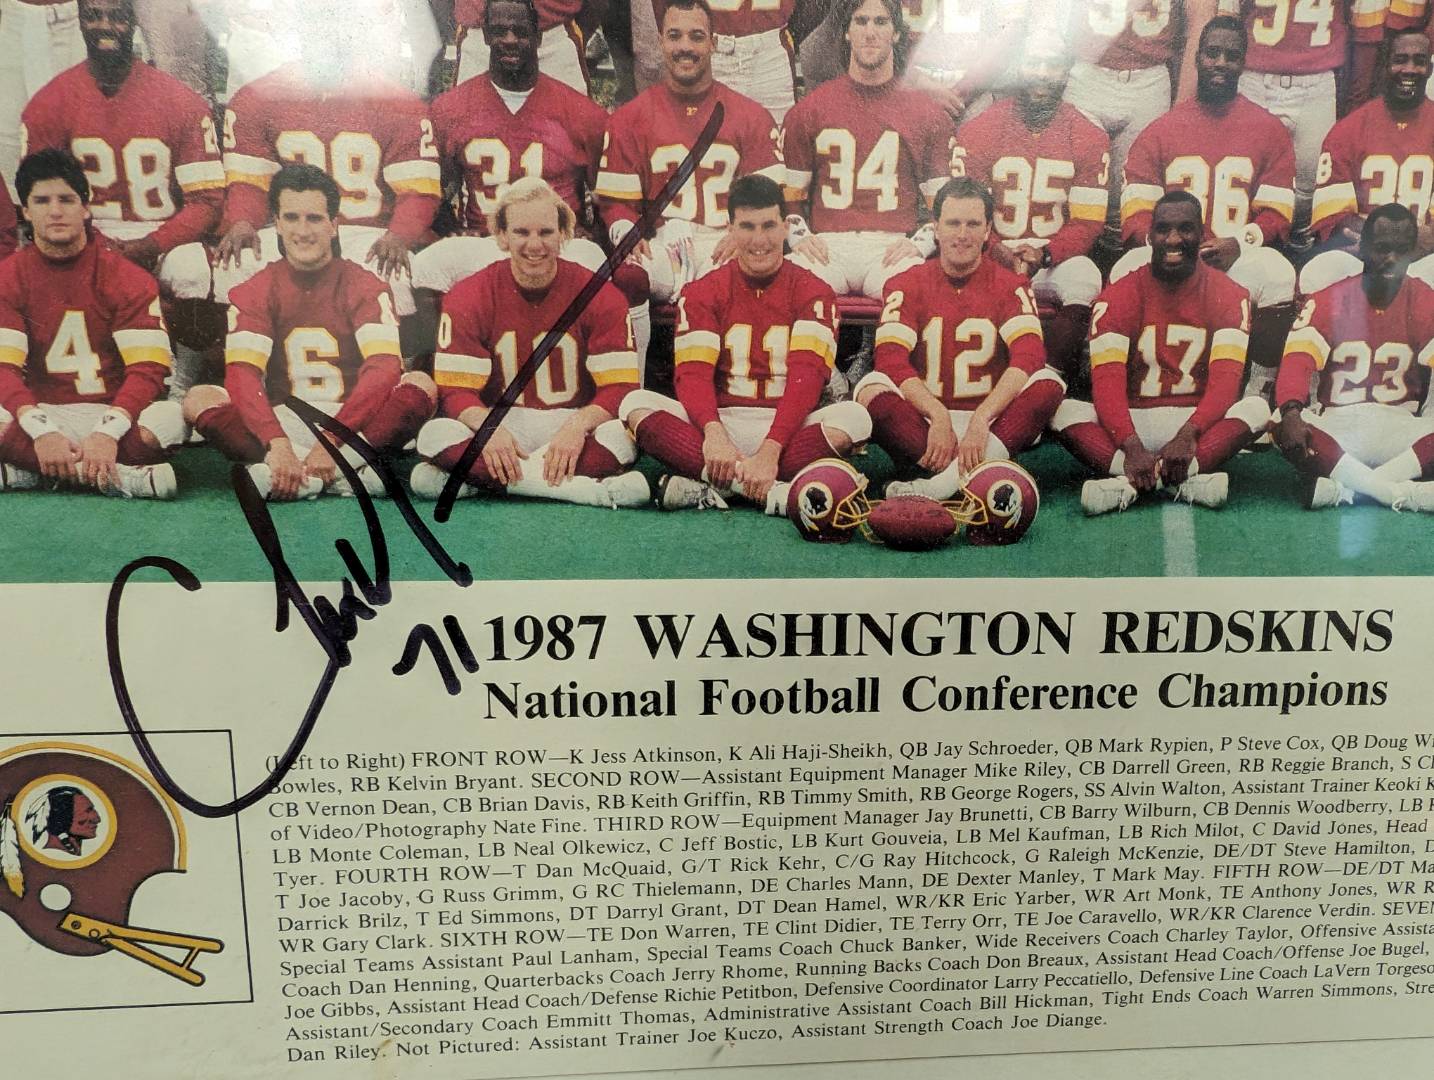 28 29 31 32 34 35 36 38
4 6 10 11 12 17 23
71
1987 WASHINGTON REDSKINS
National Football Conference Champions
(Left to Right) FRONT ROW—K Jess Atkinson, K Ali Haji-Sheikh, QB Jay Schroeder, QB Mark Rypien, P Steve Cox, QB Doug
Bowles, RB Kelvin Bryant. SECOND ROW—Assistant Equipment Manager Mike Riley, CB Darrell Green, RB Reggie Branch, S
CB Vernon Dean, CB Brian Davis, RB Keith Griffin, RB Timmy Smith, RB George Rogers, SS Alvin Walton, Assistant Trainer Keoki
of Video/Photography Nate Fine. THIRD ROW—Equipment Manager Jay Brunetti, CB Barry Wilburn, CB Dennis Woodberry, LB
LB Monte Coleman, LB Neal Olkewicz, C Jeff Bostic, LB Kurt Gouveia, LB Mel Kaufman, LB Rich Milot, C David Jones, Head
Tyer. FOURTH ROW—T Dan McQuaid, G/T Rick Kehr, C/G Ray Hitchcock, G Raleigh McKenzie, DE/DT Steve Hamilton,
T Joe Jacoby, G Russ Grimm, G RC Thielemann, DE Charles Mann, DE Dexter Manley, T Mark May. FIFTH ROW—DE/DT
Darrick Brilz, T Ed Simmons, DT Darryl Grant, DT Dean Hamel, WR/KR Eric Yarber, WR Art Monk, TE Anthony Jones, WR
WR Gary Clark. SIXTH ROW—TE Don Warren, TE Clint Didier, TE Terry Orr, TE Joe Caravello, WR/KR Clarence Verdin.
Special Teams Assistant Paul Lanham, Special Teams Coach Chuck Banker, Wide Receivers Coach Charley Taylor, Offensive
Coach Dan Henning, Quarterbacks Coach Jerry Rhome, Running Backs Coach Don Breaux, Assistant Head Coach/Offense Joe Bugel,
Joe Gibbs, Assistant Head Coach/Defense Richie Petitbon, Defensive Coordinator Larry Peccatiello, Defensive Line Coach LaVern
Assistant/Secondary Coach Emmitt Thomas, Administrative Assistant Coach Bill Hickman, Tight Ends Coach Warren Simmons,
Dan Riley. Not Pictured: Assistant Trainer Joe Kuczo, Assistant Strength Coach Joe Diange.